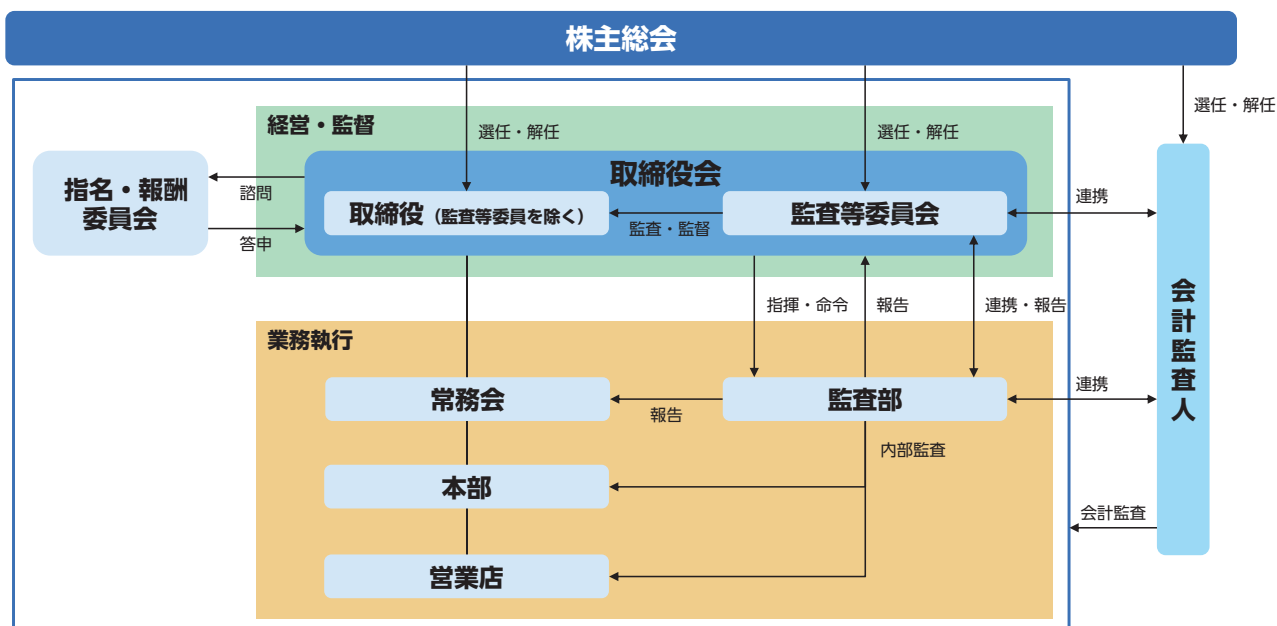 株主総会
選任・解任
経営・監督
選任・解任
選任・解任
取締役会
指名・報酬
委員会
諮問
答申
取締役（監査等委員を除く）
監査・監督
監査等委員会
連携
指揮・命令
報告
連携・報告
会計監査人
業務執行
常務会
報告
監査部
連携
内部監査
本部
会計監査
営業店